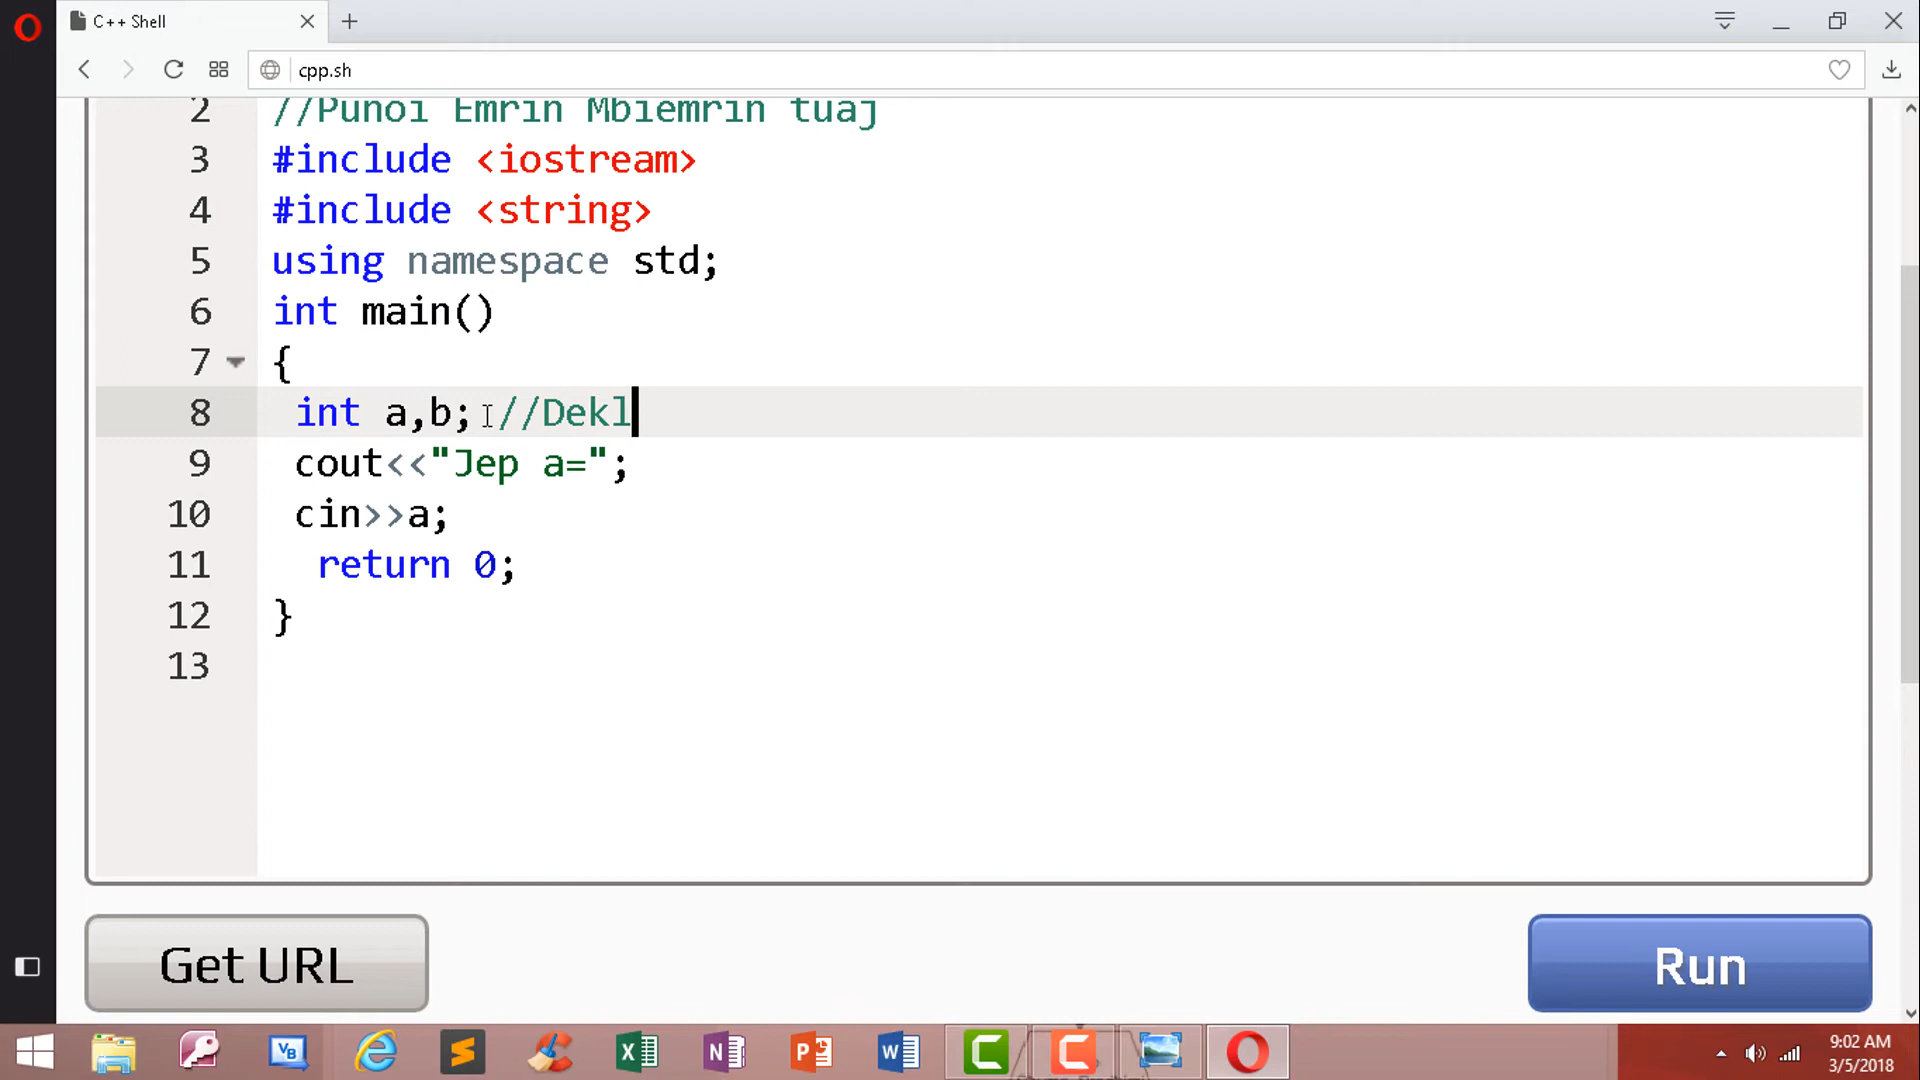 C++ Shell
cpp.sh
2 //Punoi Emrin Mbiemrin tuaj
3 #include <iostream>
4 #include <string>
5 using namespace std;
6 int main()
7 {
8 int a,b; //Dekl
9 cout<<"Jep a=";
10 cin>>a;
11 return 0;
12 }
13
Get URL
Run
9:02 AM
3/5/2018